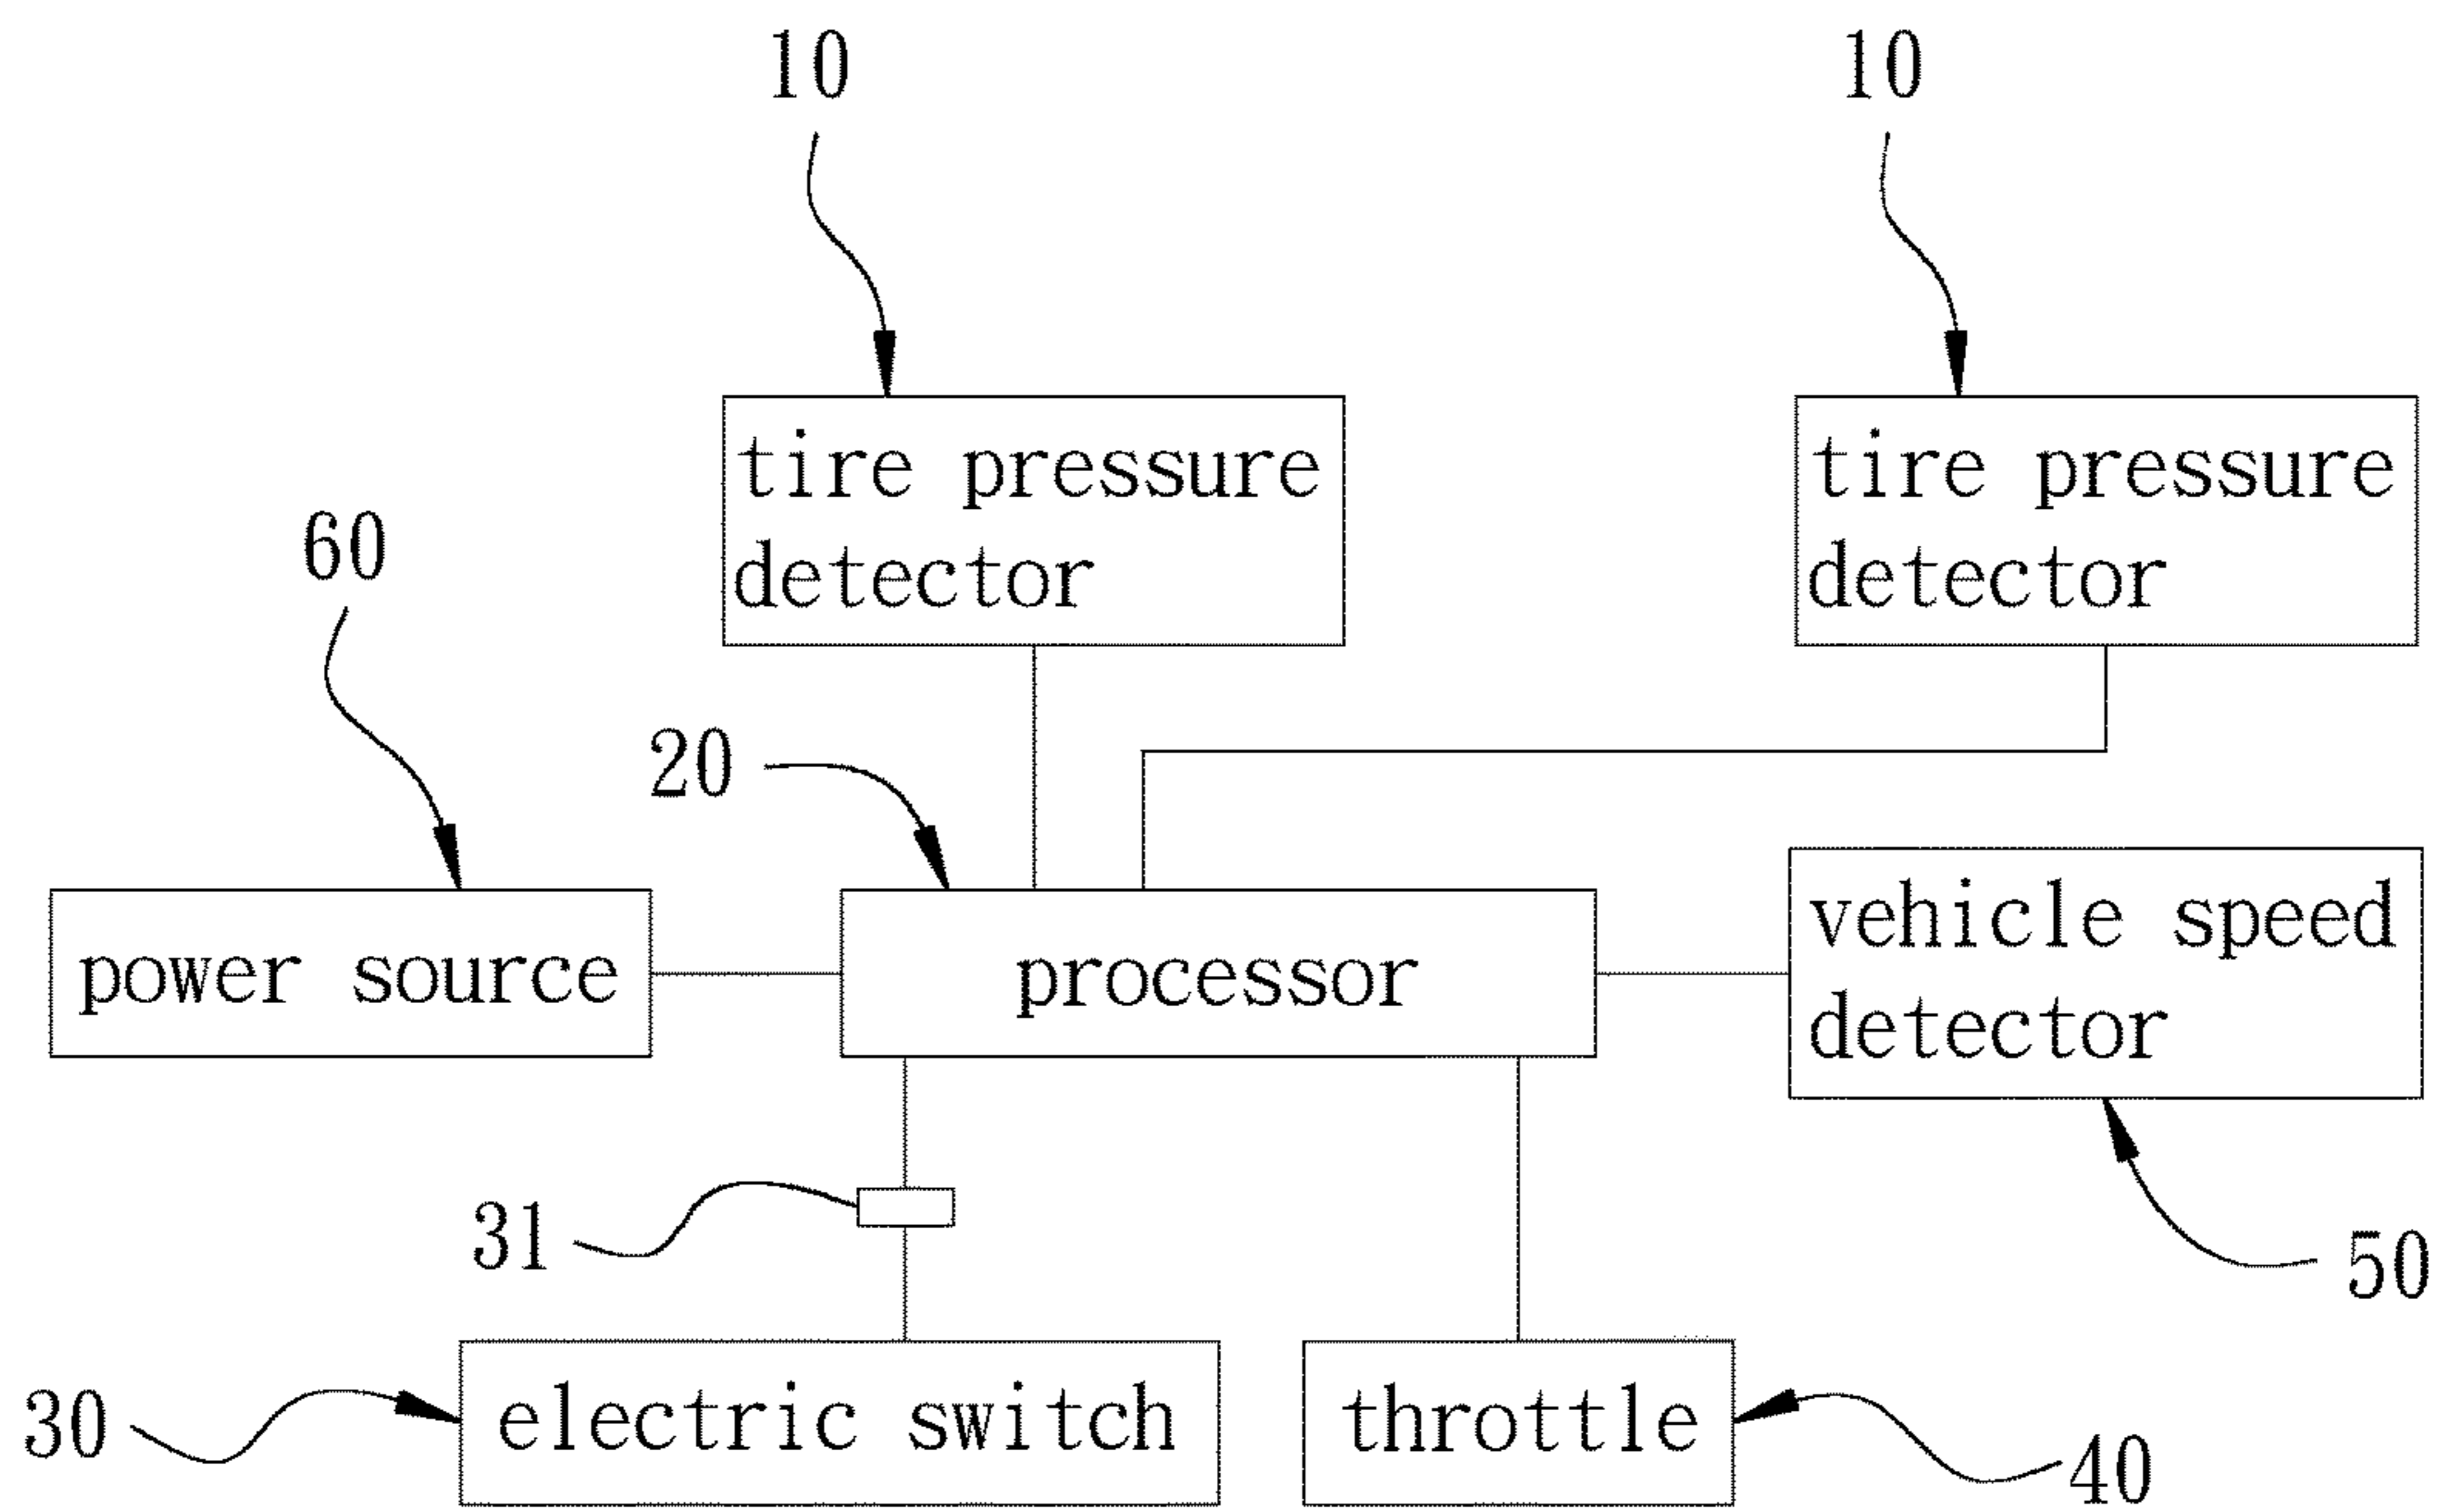 10
10
tire pressure
detector
tire pressure
detector
60
20
power source
processor
vehicle speed
detector
31
50
30
electric switch
throttle
40